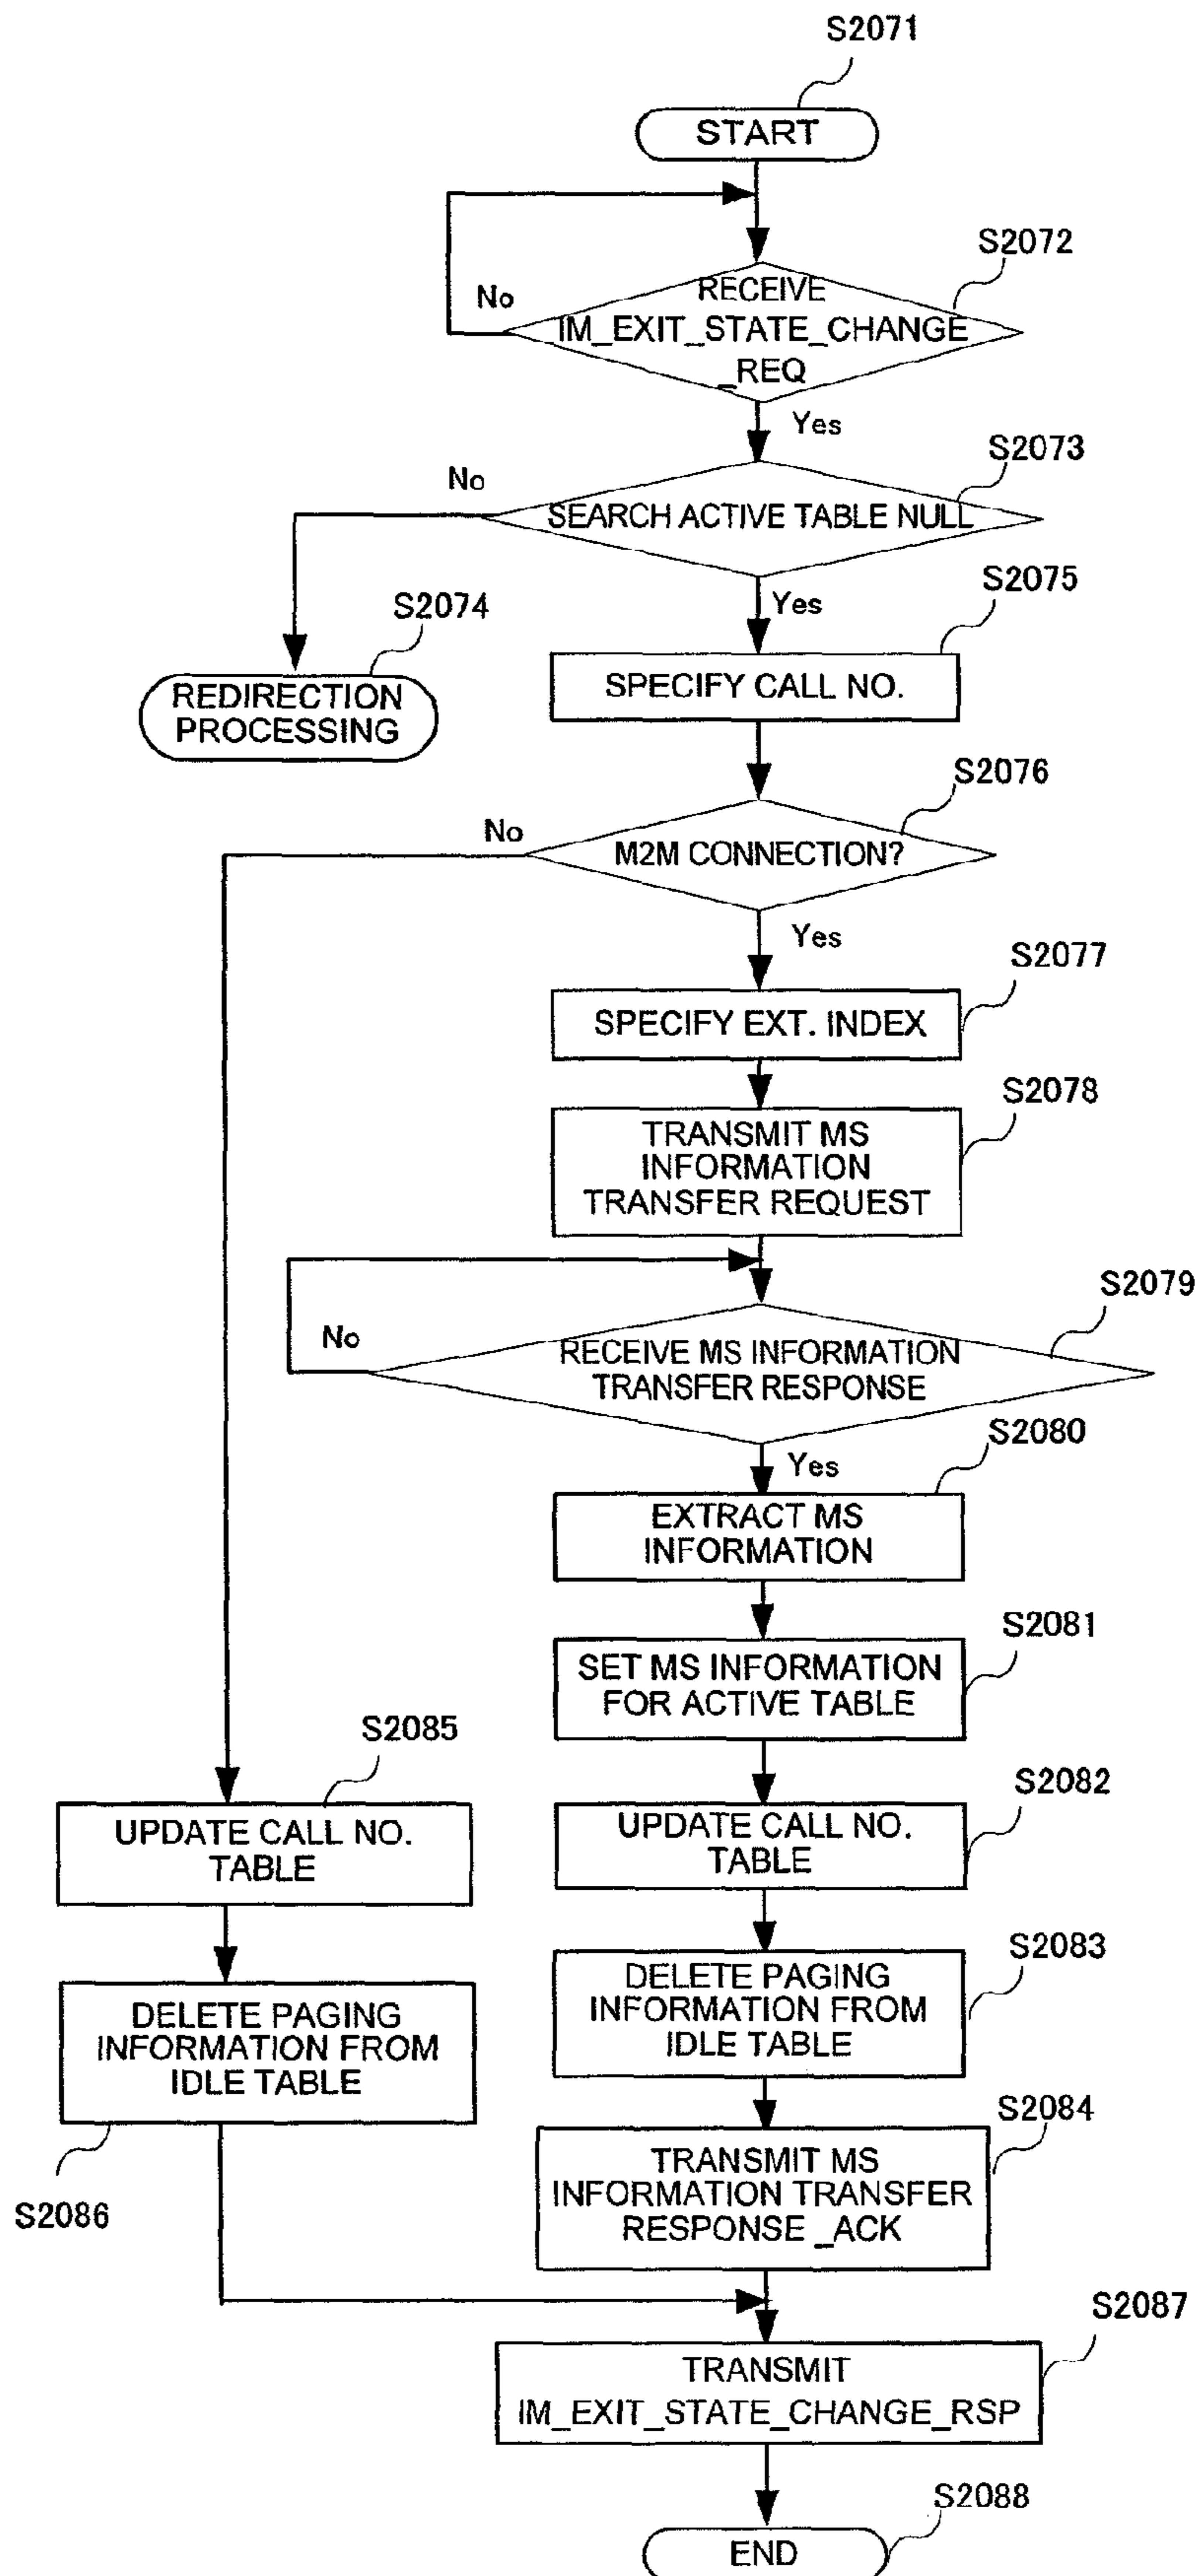 S2071
START
S2072
No
RECEIVE
IM_EXIT_STATE_CHANGE
_REQ
Yes
S2073
No
SEARCH ACTIVE TABLE NULL
S2075
Yes
S2074
SPECIFY CALL NO.
REDIRECTION
PROCESSING
S2076
No
M2M CONNECTION?
Yes
S2077
SPECIFY EXT. INDEX
S2078
TRANSMIT MS
INFORMATION
TRANSFER REQUEST
S2079
No
RECEIVE MS INFORMATION
TRANSFER RESPONSE
S2080
Yes
EXTRACT MS
INFORMATION
S2081
SET MS INFORMATION
FOR ACTIVE TABLE
S2085
S2082
UPDATE CALL NO.
TABLE
UPDATE CALL NO.
TABLE
S2083
DELETE PAGING
INFORMATION FROM
IDLE TABLE
DELETE PAGING
INFORMATION FROM
IDLE TABLE
S2084
TRANSMIT MS
INFORMATION TRANSFER
RESPONSE _ACK
S2086
S2087
TRANSMIT
IM_EXIT_STATE_CHANGE_RSP
S2088
END